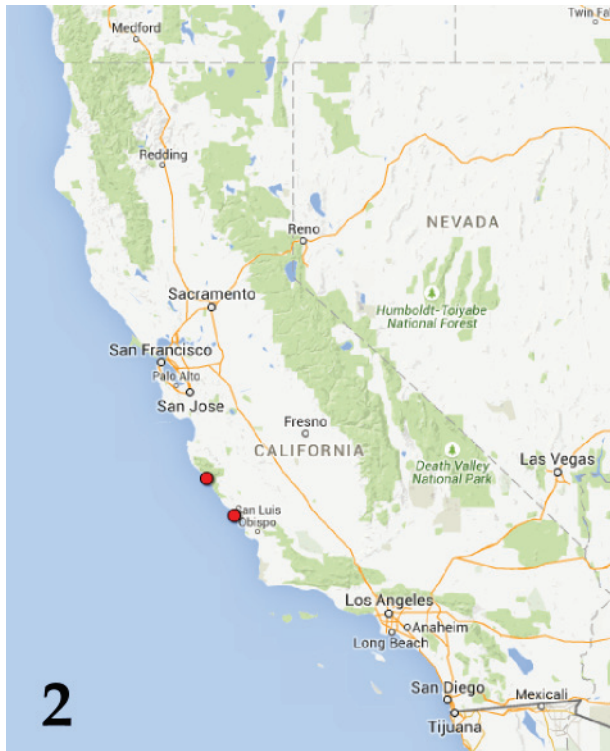 Medford
Twin Fal
Redding
Reno
NEVADA
Sacramento
Humboldt-Toiyabe
National Forest
San Francisco
Palo Alto
San Jose
Fresno
CALIFORNIA
Death Valley
National Park
Las Vegas
San Luis
Obispo
Los Angeles
Anaheim
Long Beach
San Diego
Mexicali
Tijuana
2